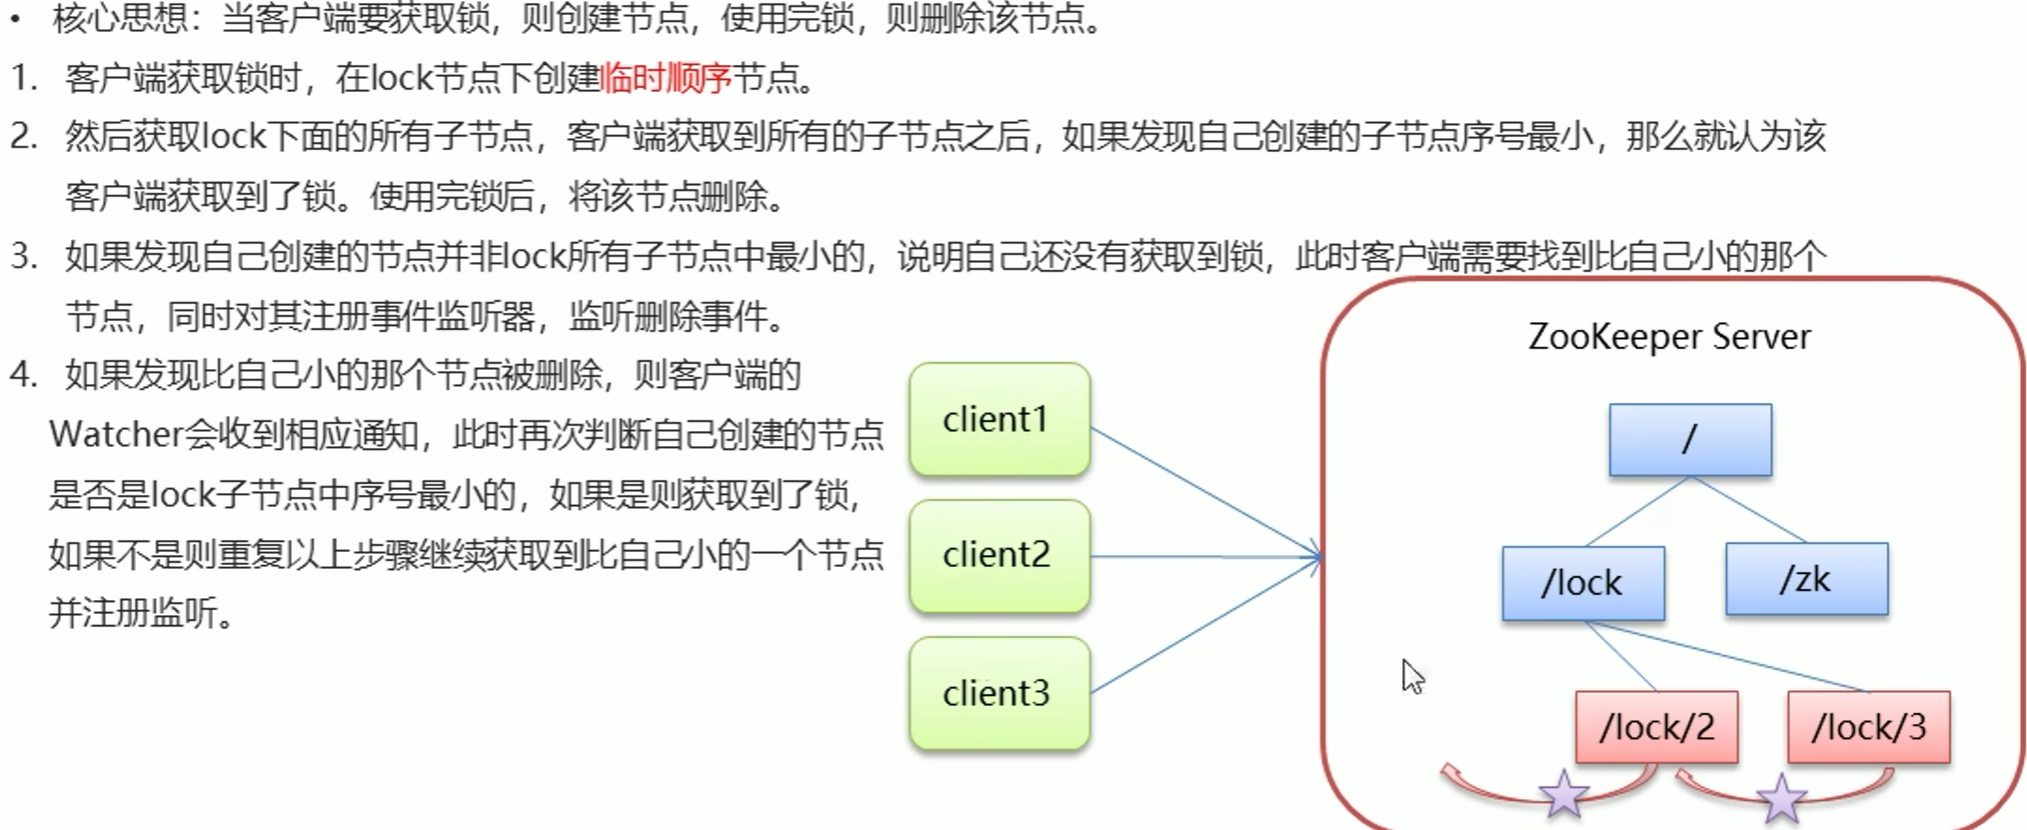 • 核心思想：当客户端要获取锁，则创建节点，使用完锁，则删除该节点。
1. 客户端获取锁时，在lock节点下创建临时顺序节点。
2. 然后获取lock下面的所有子节点，客户端获取到所有的子节点之后，如果发现自己创建的子节点序号最小，那么就认为该
客户端获取到了锁。使用完锁后，将该节点删除。
3. 如果发现自己创建的节点并非lock所有子节点中最小的，说明自己还没有获取到锁，此时客户端需要找到比自己小的那个
节点，同时对其注册事件监听器，监听删除事件。
4. 如果发现比自己小的那个节点被删除，则客户端的
Watcher会收到相应通知，此时再次判断自己创建的节点
是否是lock子节点中序号最小的，如果是则获取到了锁，
如果不是则重复以上步骤继续获取到比自己小的一个节点
并注册监听。
client1
client2
client3
ZooKeeper Server
/
/lock
/zk
/lock/2
/lock/3